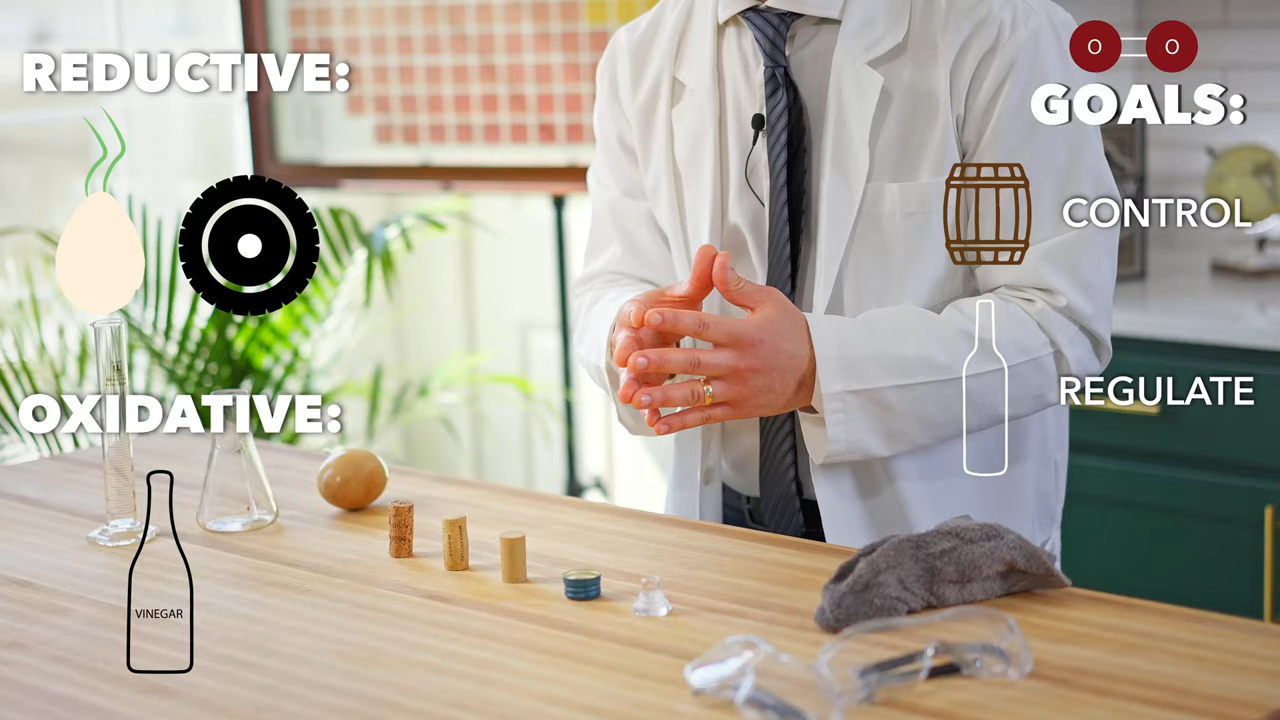 REDUCTIVE:
OXIDATIVE:
VINEGAR
O O
GOALS:
CONTROL
REGULATE